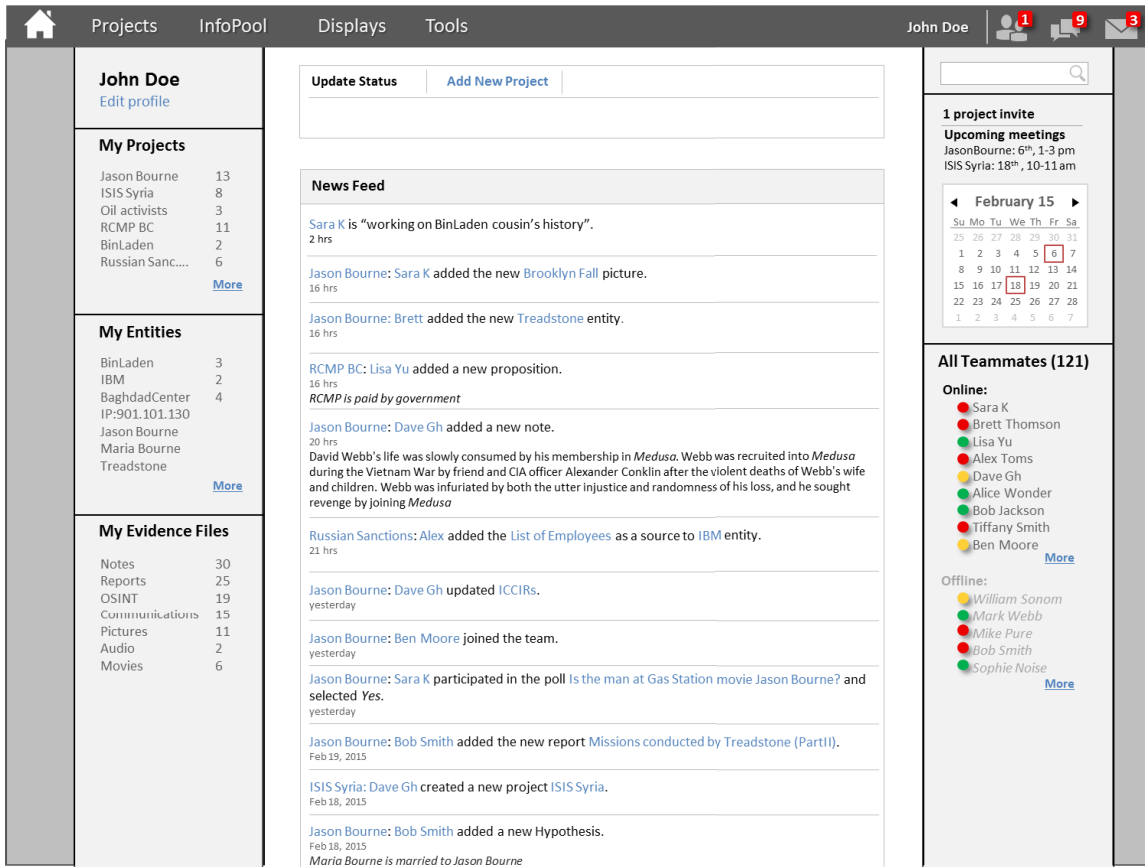 Projects InfoPool Displays Tools John Doe 1 9 3
John Doe
Edit profile
My Projects
Jason Bourne 13
ISIS Syria 8
Oil activists 3
RCMP BC 11
BinLaden 2
Russian Sanc.... 6
More
My Entities
BinLaden 3
IBM 2
BaghdadCenter 4
IP:901.101.130
Jason Bourne
Maria Bourne
Treadstone
More
My Evidence Files
Notes 30
Reports 25
OSINT 19
Communications 15
Pictures 11
Audio 2
Movies 6
Update Status Add New Project
News Feed
Sara K is “working on BinLaden cousin’s history”.
2 hrs
Jason Bourne: Sara K added the new Brooklyn Fall picture.
16 hrs
Jason Bourne: Brett added the new Treadstone entity.
16 hrs
RCMP BC: Lisa Yu added a new proposition.
16 hrs
RCMP is paid by government
Jason Bourne: Dave Gh added a new note.
20 hrs
David Webb's life was slowly consumed by his membership in Medusa. Webb was recruited into Medusa
during the Vietnam War by friend and CIA officer Alexander Conklin after the violent deaths of Webb's wife
and children. Webb was infuriated by both the utter injustice and randomness of his loss, and he sought
revenge by joining Medusa
Russian Sanctions: Alex added the List of Employees as a source to IBM entity.
21 hrs
Jason Bourne: Dave Gh updated ICCIRs.
yesterday
Jason Bourne: Ben Moore joined the team.
yesterday
Jason Bourne: Sara K participated in the poll Is the man at Gas Station movie Jason Bourne? and
selected Yes.
yesterday
Jason Bourne: Bob Smith added the new report Missions conducted by Treadstone (PartII).
Feb 19, 2015
ISIS Syria: Dave Gh created a new project ISIS Syria.
Feb 18, 2015
Jason Bourne: Bob Smith added a new Hypothesis.
Feb 18, 2015
Maria Bourne is married to Jason Bourne
1 project invite
Upcoming meetings
JasonBourne: 6th, 1-3 pm
ISIS Syria: 18th , 10-11 am
February 15
Su Mo Tu We Th Fr Sa
25 26 27 28 29 30 31
1 2 3 4 5 6 7
8 9 10 11 12 13 14
15 16 17 18 19 20 21
22 23 24 25 26 27 28
1 2 3 4 5 6 7
All Teammates (121)
Online:
Sara K
Brett Thomson
Lisa Yu
Alex Toms
Dave Gh
Alice Wonder
Bob Jackson
Tiffany Smith
Ben Moore
More
Offline:
William Sonom
Mark Webb
Mike Pure
Bob Smith
Sophie Noise
More